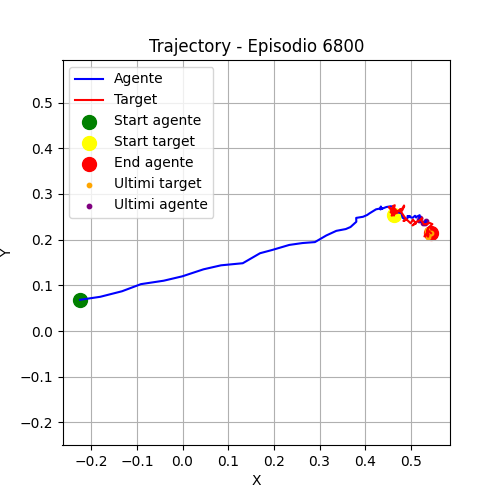 Trajectory - Episodio 6800
Agente
Target
Start agente
Start target
End agente
Ultimi target
Ultimi agente
0.5
0.4
0.3
0.2
0.1
0.0
−0.1
−0.2
Y
−0.2 −0.1 0.0 0.1 0.2 0.3 0.4 0.5
X